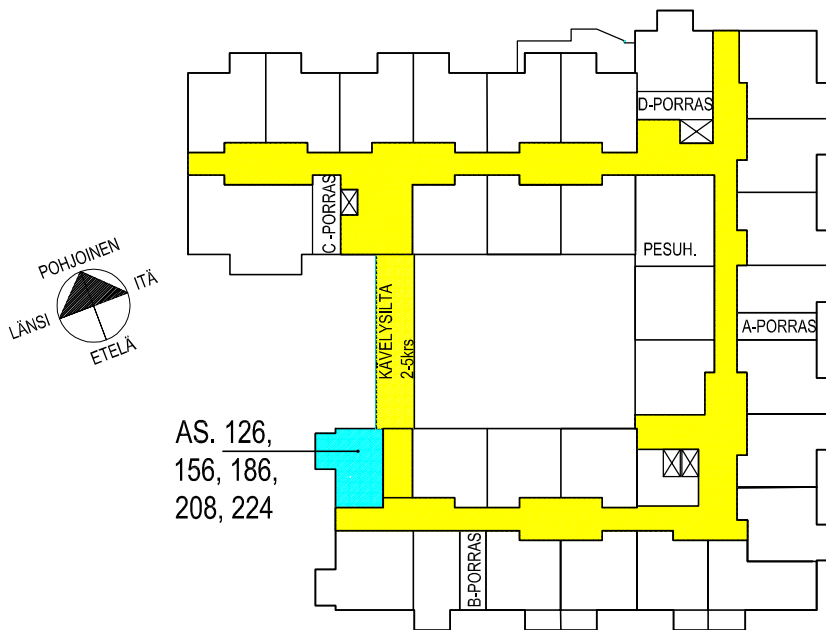 D-PORRAS
C-PORRAS
PESUH.
POHJOINEN
ITÄ
LÄNSI
ETELÄ
KÄVELYSILTA
2-5krs
A-PORRAS
AS. 126,
156, 186,
208, 224
B-PORRAS